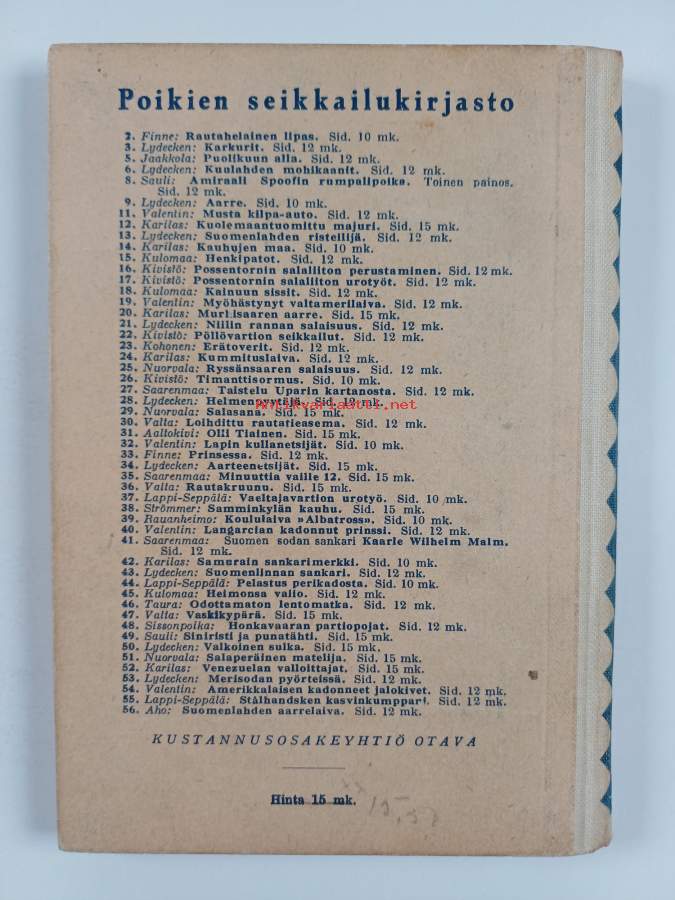 Poikien seikkailukirjasto
2. Finne: Rautahelainen lipas. Sid. 10 mk.
3. Lydecken: Karkurit. Sid. 12 mk.
5. Jaakkola: Puolikuun alla. Sid. 12 mk.
6. Lydecken: Kuulahden mohikaanit. Sid. 12 mk.
8. Sauli: Amiraali Spoofin rumpalipoika. Toinen painos.
Sid. 12 mk.
9. Lydecken: Aarre. Sid. 10 mk.
11. Valentin: Musta kilpa-auto. Sid. 12 mk.
12. Karilas: Kuolemaantuomittu majuri. Sid. 15 mk.
13. Lydecken: Suomenlahden risteilijä. Sid. 12 mk.
14. Karilas: Kauhujen maa. Sid. 10 mk.
15. Kulomaa: Henkipatot. Sid. 12 mk.
16. Kivistö: Possentornin salaliiton perustaminen. Sid. 12 mk.
17. Kivistö: Possentornin salaliiton urotyöt. Sid. 12 mk.
18. Kulomaa: Kainuun sissit. Sid. 12 mk.
19. Valentin: Myöhästynyt valtamerilaiva. Sid. 12 mk.
20. Karilas: Murhasaaren aarre. Sid. 15 mk.
21. Lydecken: Niilin rannan salaisuus. Sid. 12 mk.
22. Kivistö: Pöllövartion seikkailut. Sid. 12 mk.
23. Kohonen: Erätoverit. Sid. 12 mk.
24. Karilas: Kummituslaiva. Sid. 12 mk.
25. Nuorvala: Ryssänsaaren salaisuus. Sid. 12 mk.
26. Kivistö: Timanttisormus. Sid. 10 mk.
27. Saarenmaa: Taistelu Uparin kartanosta. Sid. 12 mk.
28. Lydecken: Helmenpyytäjä. Sid. 12 mk.
Antikvariaatti.net
29. Nuorvala: Salasana. Sid. 15 mk.
30. Valta: Loihdittu rautatieasema. Sid. 12 mk.
31. Aaltokivi: Olli Tiainen. Sid. 15 mk.
32. Valentin: Lapin kullanetsijät. Sid. 10 mk.
33. Finne: Prinsessa. Sid. 12 mk.
34. Lydecken: Aarteenetsijät. Sid. 15 mk.
35. Saarenmaa: Minuuttia vaille 12. Sid. 15 mk.
36. Valta: Rautakruunu. Sid. 15 mk.
37. Lappi-Seppälä: Vaeltajavartion urotyö. Sid. 10 mk.
38. Strömmer: Samminkylän kauhu. Sid. 15 mk.
39. Rauanheimo: Koululaiva »Albatross». Sid. 10 mk.
40. Valentin: Langarcian kadonnut prinssi. Sid. 12 mk.
41. Saarenmaa: Suomen sodan sankari Kaarle Wilhelm Malm.
Sid. 12 mk.
42. Karilas: Samurain sankarimerkki. Sid. 10 mk.
43. Lydecken: Suomenlinnan sankari. Sid. 12 mk.
44. Lappi-Seppälä: Pelastus perikadosta. Sid. 10 mk.
45. Kulomaa: Heimonsa valio. Sid. 12 mk.
46. Taura: Odottamaton lentomatka. Sid. 12 mk.
47. Valta: Vaskikypärä. Sid. 15 mk.
48. Sissonpoika: Honkavaaran partiopojat. Sid. 12 mk.
49. Sauli: Siniristi ja punatähti. Sid. 15 mk.
50. Lydecken: Valkoinen sulka. Sid. 15 mk.
51. Nuorvala: Salaperäinen matelija. Sid. 15 mk.
52. Karilas: Venezuelan valloittajat. Sid. 15 mk.
53. Lydecken: Merisodan pyörteissä. Sid. 12 mk.
54. Valentin: Amerikkalaisen kadonneet jalokivet. Sid. 12 mk.
55. Lappi-Seppälä: Stålhandsken kasvinkumppari. Sid. 12 mk.
56. Aho: Suomenlahden aarrelaiva. Sid. 12 mk.
KUSTANNUSOSAKEYHTIÖ OTAVA
Hinta 15 mk.